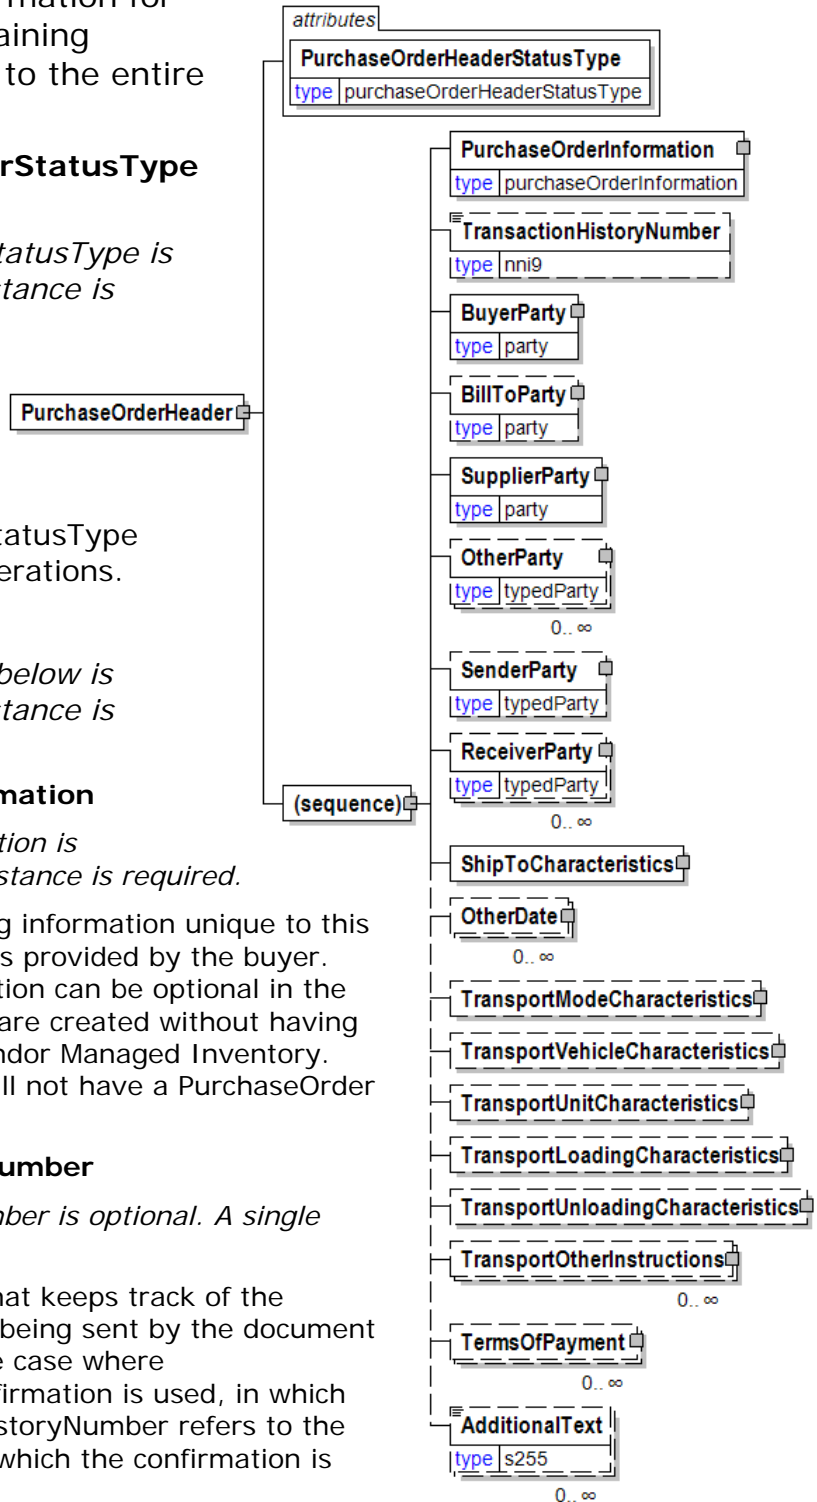 mation for
aining
to the entire
rStatusType
tatusType is
tance is
tatusType
erations.
below is
tance is
mation
tion is
stance is required.
g information unique to this
s provided by the buyer.
tion can be optional in the
are created without having
ndor Managed Inventory.
ll not have a PurchaseOrder
umber
nber is optional. A single
hat keeps track of the
being sent by the document
e case where
firmation is used, in which
storyNumber refers to the
which the confirmation is
PurchaseOrderHeader
attributes
PurchaseOrderHeaderStatusType
type purchaseOrderHeaderStatusType
(sequence)
PurchaseOrderInformation
type purchaseOrderInformation
TransactionHistoryNumber
type nni9
BuyerParty
type party
BillToParty
type party
SupplierParty
type party
OtherParty
type typedParty
0.. ∞
SenderParty
type typedParty
ReceiverParty
type typedParty
0.. ∞
ShipToCharacteristics
OtherDate
0.. ∞
TransportModeCharacteristics
TransportVehicleCharacteristics
TransportUnitCharacteristics
TransportLoadingCharacteristics
TransportUnloadingCharacteristics
TransportOtherInstructions
0.. ∞
TermsOfPayment
0.. ∞
AdditionalText
type s255
0.. ∞